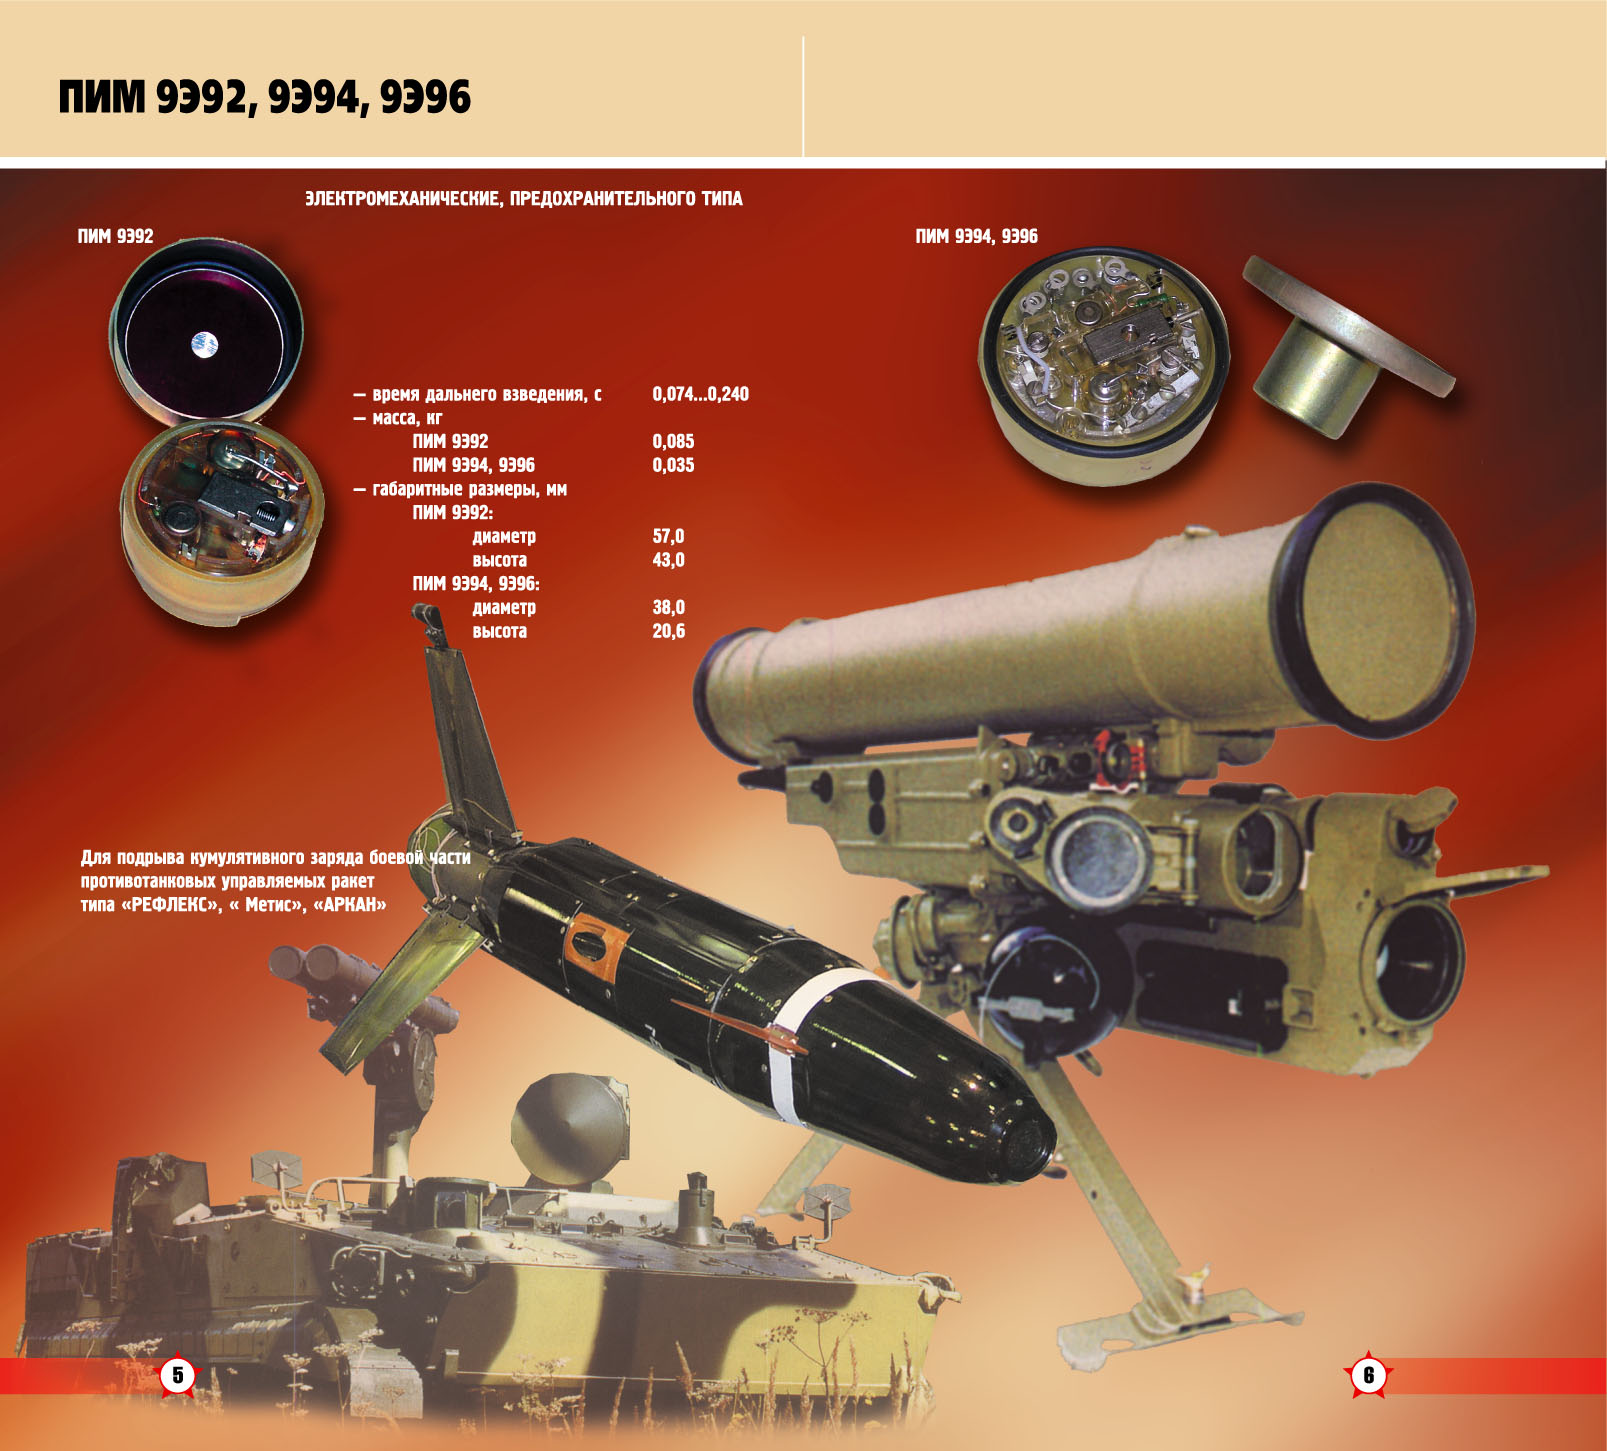 ПИМ 9Э92, 9Э94, 9Э96
ЭЛЕКТРОМЕХАНИЧЕСКИЕ, ПРЕДОХРАНИТЕЛЬНОГО ТИПА
ПИМ 9Э92
ПИМ 9Э94, 9Э96
– время дальнего взведения, с 0,074...0,240
– масса, кг
ПИМ 9Э92 0,085
ПИМ 9Э94, 9Э96 0,035
– габаритные размеры, мм
ПИМ 9Э92:
диаметр 57,0
высота 43,0
ПИМ 9Э94, 9Э96:
диаметр 38,0
высота 20,6
Для подрыва кумулятивного заряда боевой части
противотанковых управляемых ракет
типа «РЕФЛЕКС», « Метис», «АРКАН»
5
6